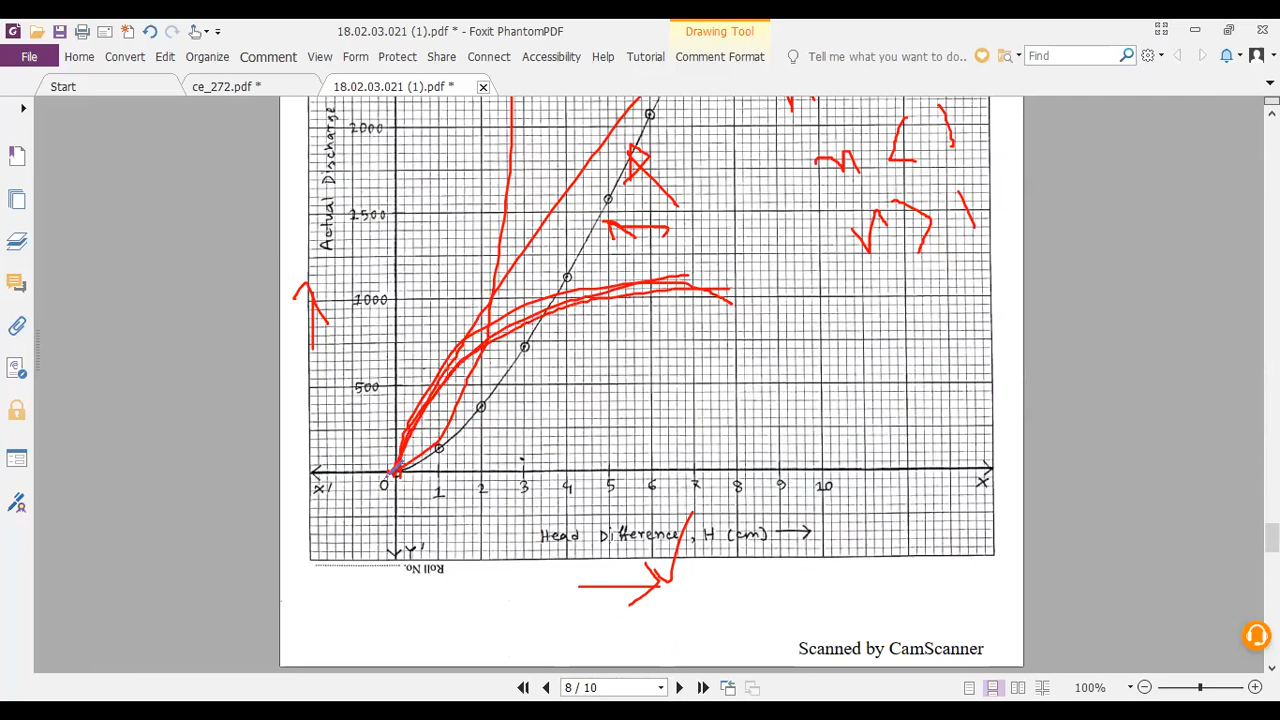 18.02.03.021 (1).pdf * - Foxit PhantomPDF
Drawing Tool
File Home Convert Edit Organize Comment View Form Protect Share Connect Accessibility Help Tutorial Comment Format Tell me what you want to do... Find
Start ce_272.pdf * 18.02.03.021 (1).pdf *
Actual Discharge
2000
1500
1000
500
X' 0 1 2 3 4 5 6 7 8 9 10 X
Head Difference, H (cm) →
Y'
Roll No.
Scanned by CamScanner
8 / 10 100%